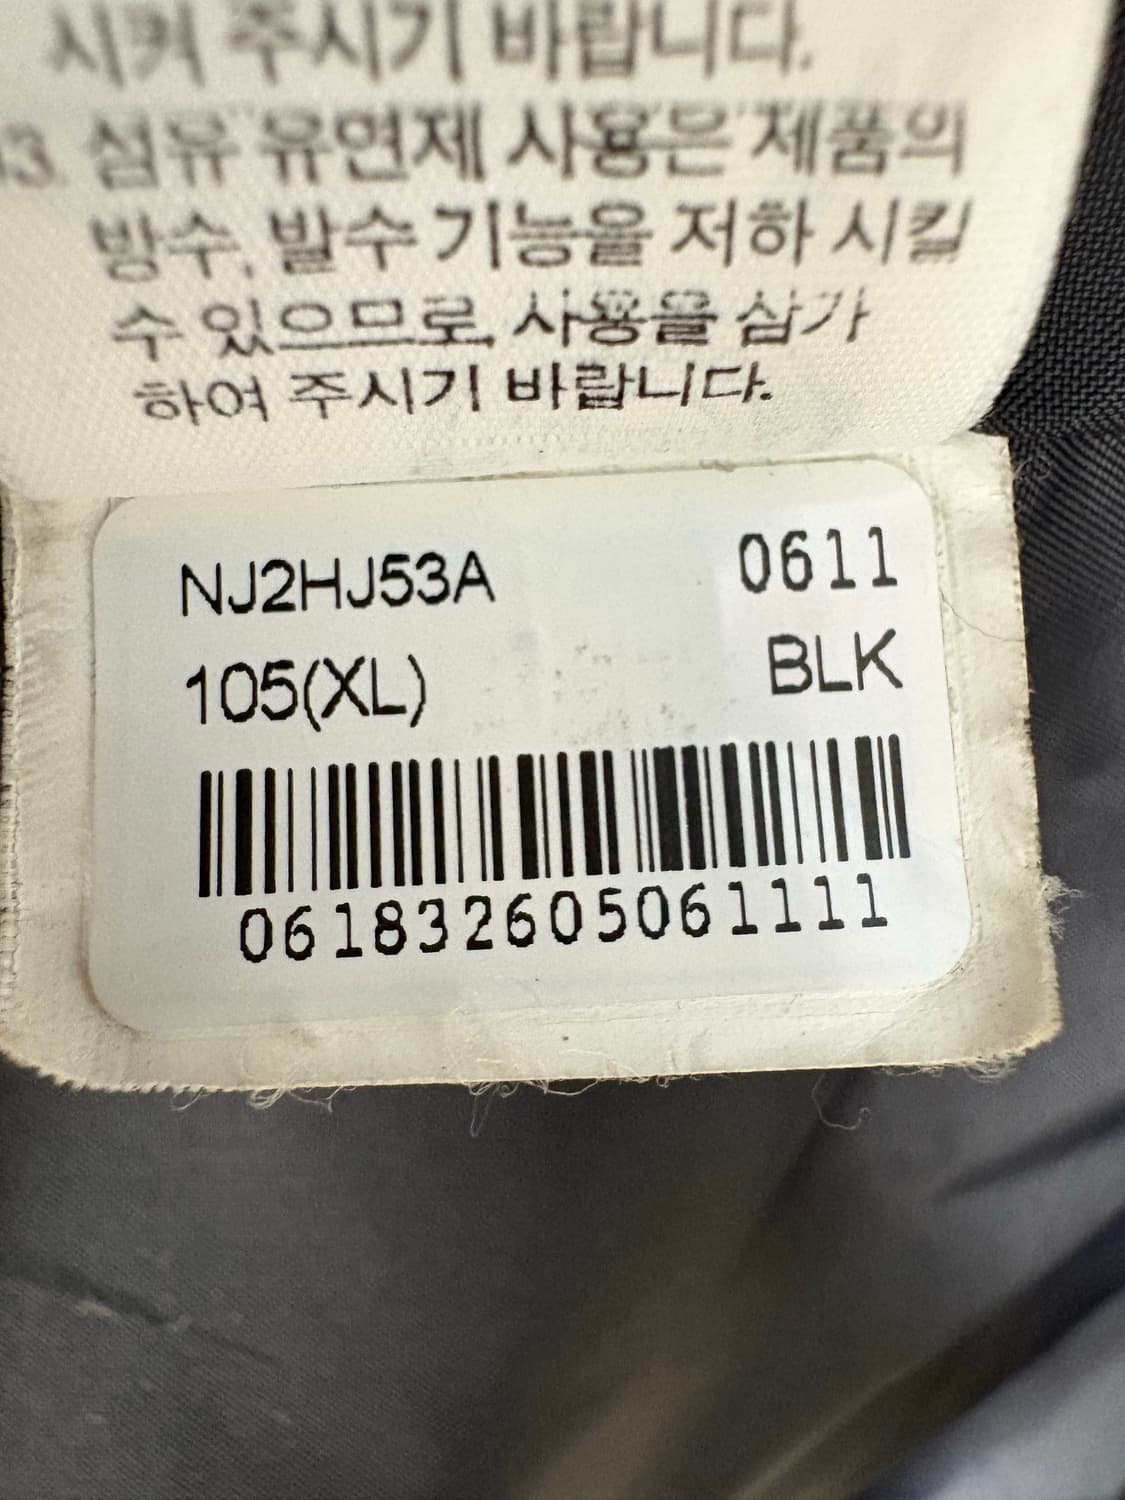 시켜 주시기 바랍니다.
13. 섬유 유연제 사용은 제품의
방수, 발수 기능을 저하 시킬
수 있으므로, 사용을 삼가
하여 주시기 바랍니다.
NJ2HJ53A 0611
105(XL) BLK
0618326050611111